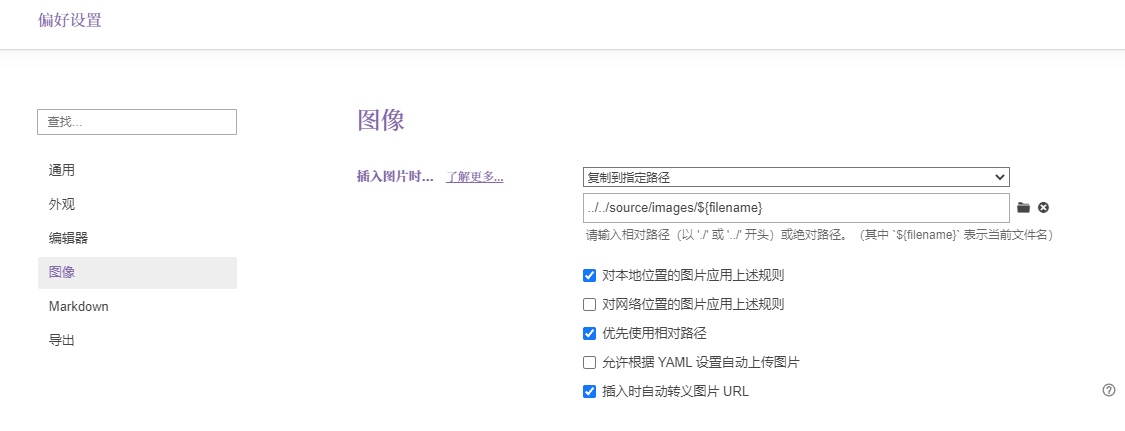 偏好设置
查找...
通用
外观
编辑器
图像
Markdown
导出
图像
插入图片时... 了解更多...
复制到指定路径
../../source/images/${filename}
请输入相对路径（以 './' 或 '../' 开头）或绝对路径。（其中 `${filename}` 表示当前文件名）
对本地位置的图片应用上述规则
对网络位置的图片应用上述规则
优先使用相对路径
允许根据 YAML 设置自动上传图片
插入时自动转义图片 URL